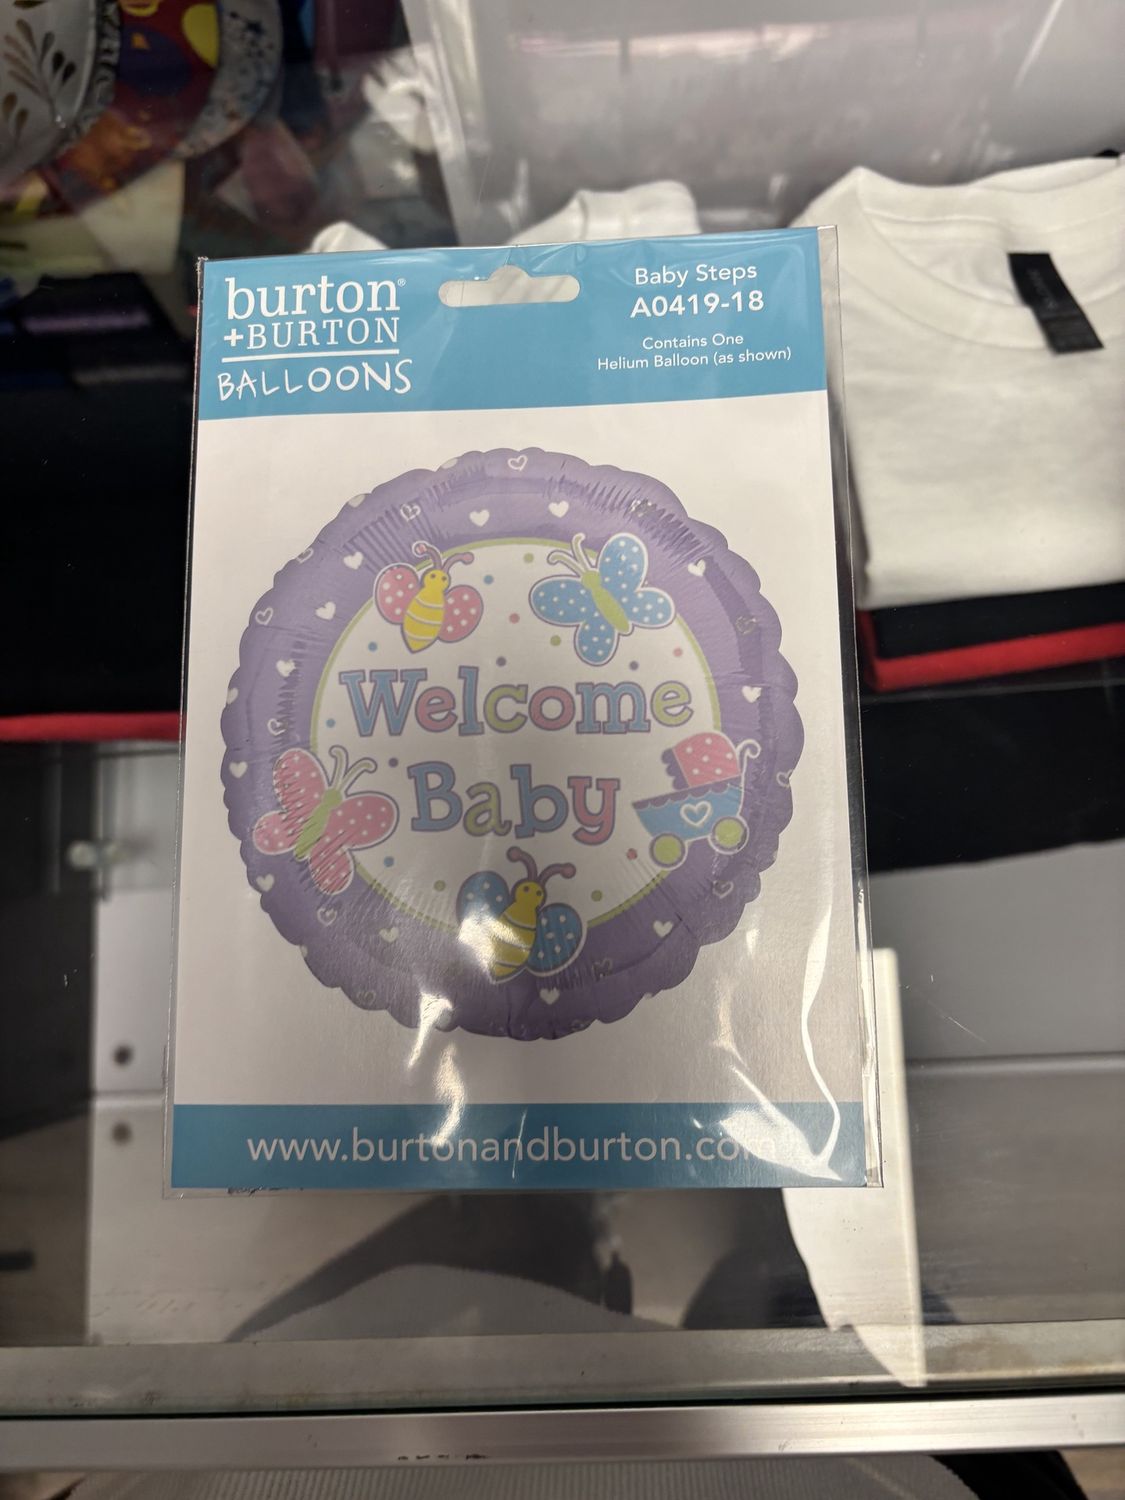 burton®
+BURTON
BALLOONS
Baby Steps
A0419-18
Contains One
Helium Balloon (as shown)
Welcome
Baby
www.burtonandburton.com